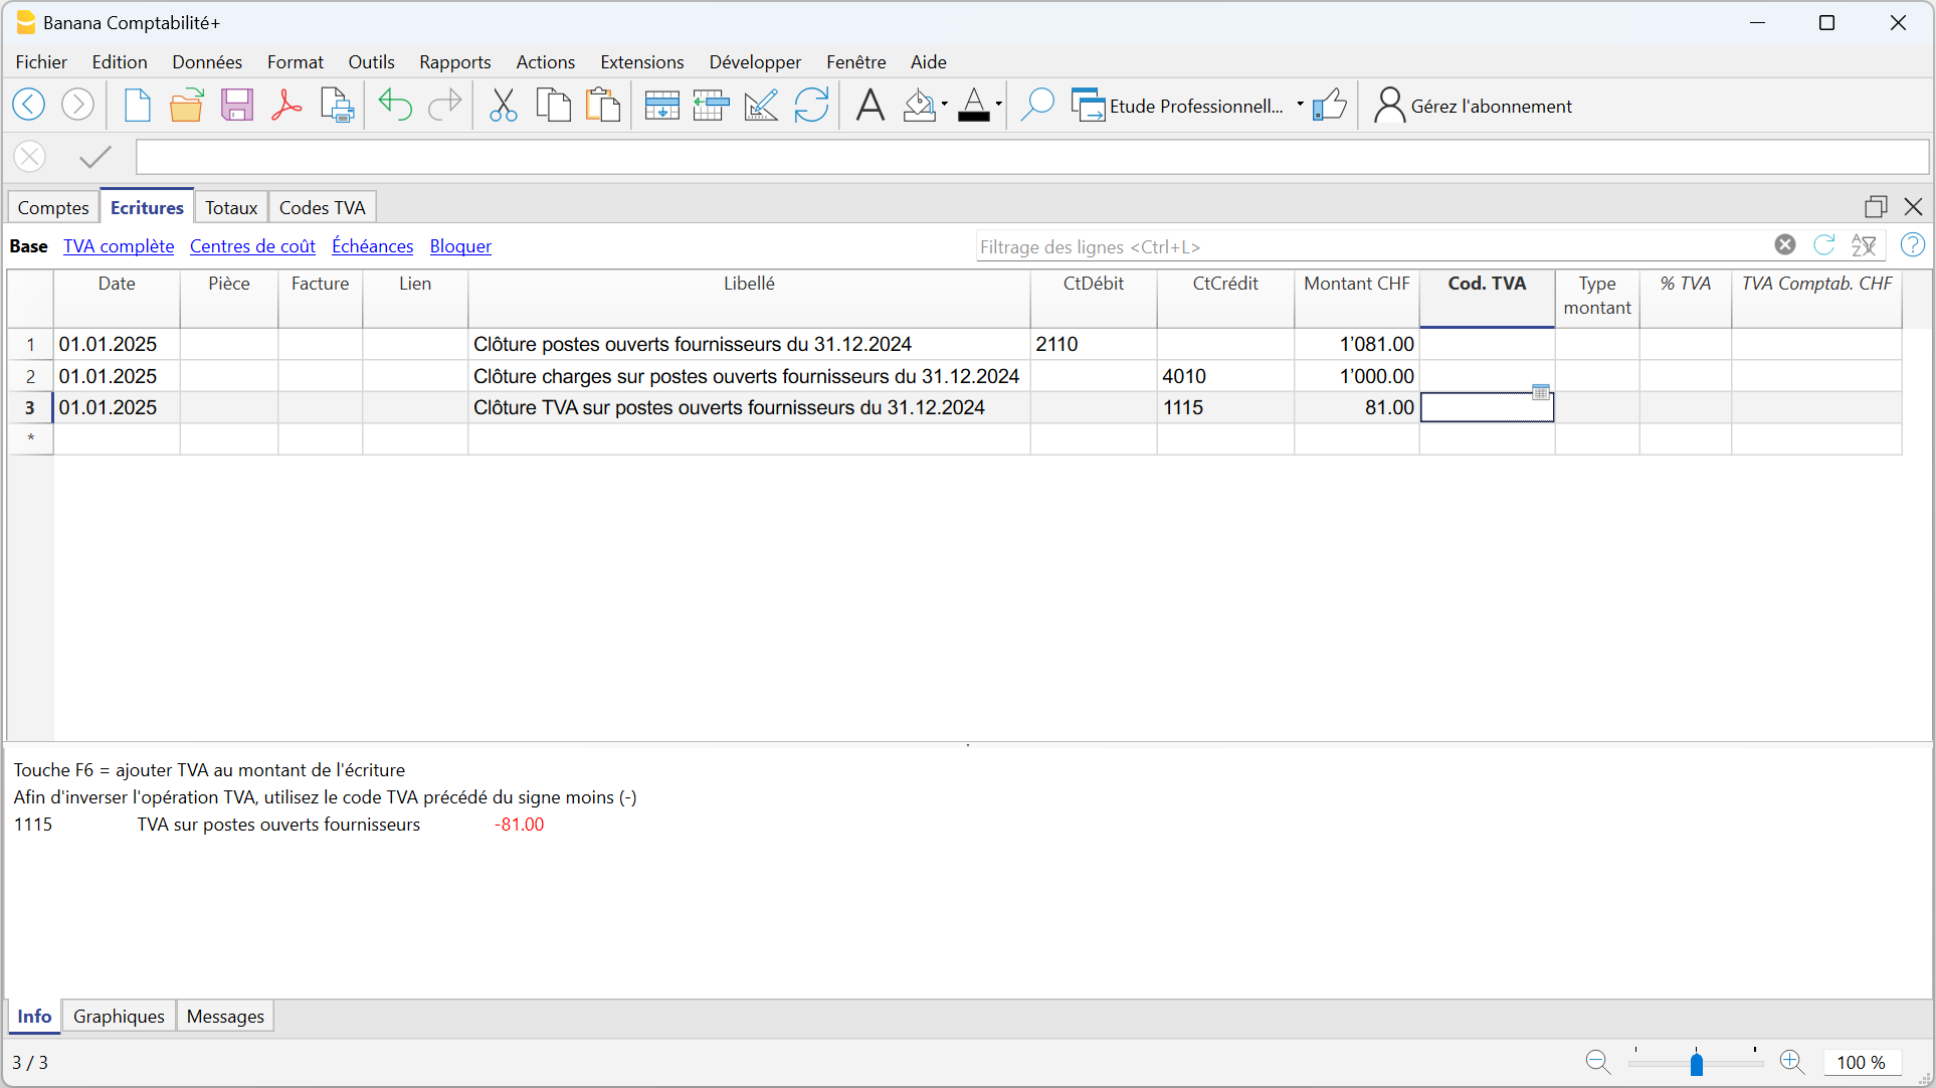 Banana Comptabilité+
Fichier Edition Données Format Outils Rapports Actions Extensions Développer Fenêtre Aide
Etude Professionnell... Gérez l'abonnement
Comptes Ecritures Totaux Codes TVA
Base TVA complète Centres de coût Échéances Bloquer Filtrage des lignes <Ctrl+L>
Date Pièce Facture Lien Libellé CtDébit CtCrédit Montant CHF Cod. TVA Type montant % TVA TVA Comptab. CHF
1 01.01.2025 Clôture postes ouverts fournisseurs du 31.12.2024 2110 1'081.00
2 01.01.2025 Clôture charges sur postes ouverts fournisseurs du 31.12.2024 4010 1'000.00
3 01.01.2025 Clôture TVA sur postes ouverts fournisseurs du 31.12.2024 1115 81.00
*
Touche F6 = ajouter TVA au montant de l'écriture
Afin d'inverser l'opération TVA, utilisez le code TVA précédé du signe moins (-)
1115 TVA sur postes ouverts fournisseurs -81.00
Info Graphiques Messages
3 / 3 100 %